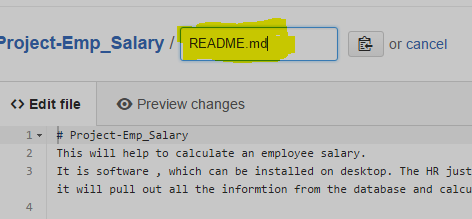 Project-Emp_Salary / README.md or cancel
Edit file Preview changes
1 # Project-Emp_Salary
2 This will help to calculate an employee salary.
3 It is software , which can be installed on desktop. The HR just
it will pull out all the informtion from the database and calcu
4